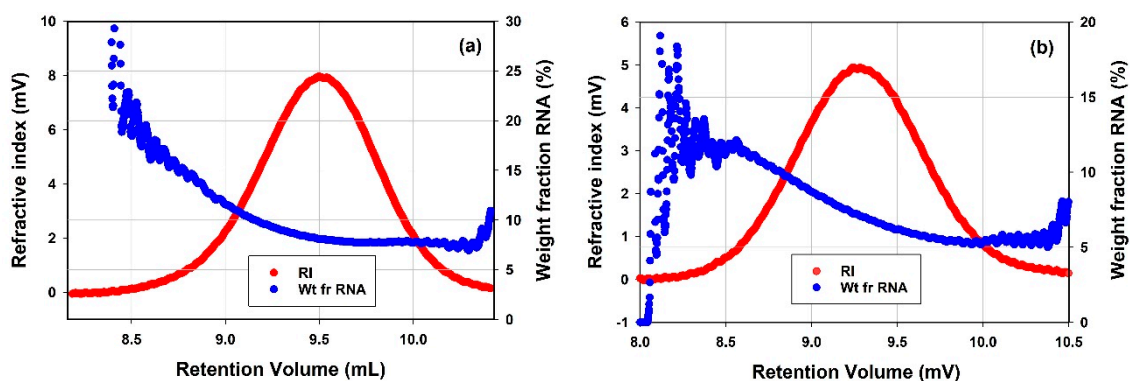 (a)
Refractive index (mV)
10
8
6
4
2
0
30
25
20
15
10
5
0
Weight fraction RNA (%)
RI
Wt fr RNA
8.5 9.0 9.5 10.0
Retention Volume (mL)
(b)
Refractive index (mV)
6
5
4
3
2
1
0
-1
20
15
10
5
0
Weight fraction RNA (%)
RI
Wt fr RNA
8.0 8.5 9.0 9.5 10.0 10.5
Retention Volume (mV)